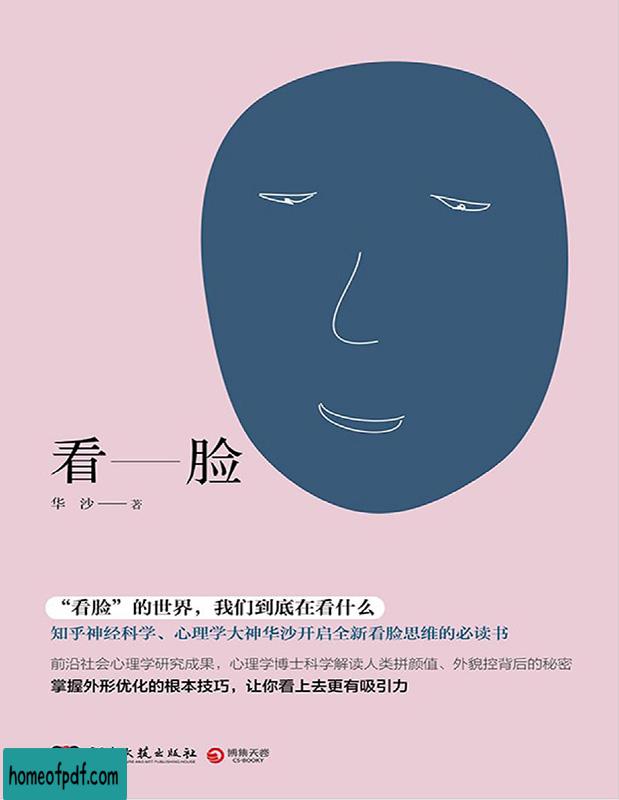 看——脸
华 沙——著
“看脸”的世界，我们到底在看什么
知乎神经科学、心理学大神华沙开启全新看脸思维的必读书
前沿社会心理学研究成果，心理学博士科学解读人类拼颜值、外貌控背后的秘密
掌握外形优化的根本技巧，让你看上去更有吸引力
文艺出版社
博集天卷
CS-BOOKY
homeofpdf.com